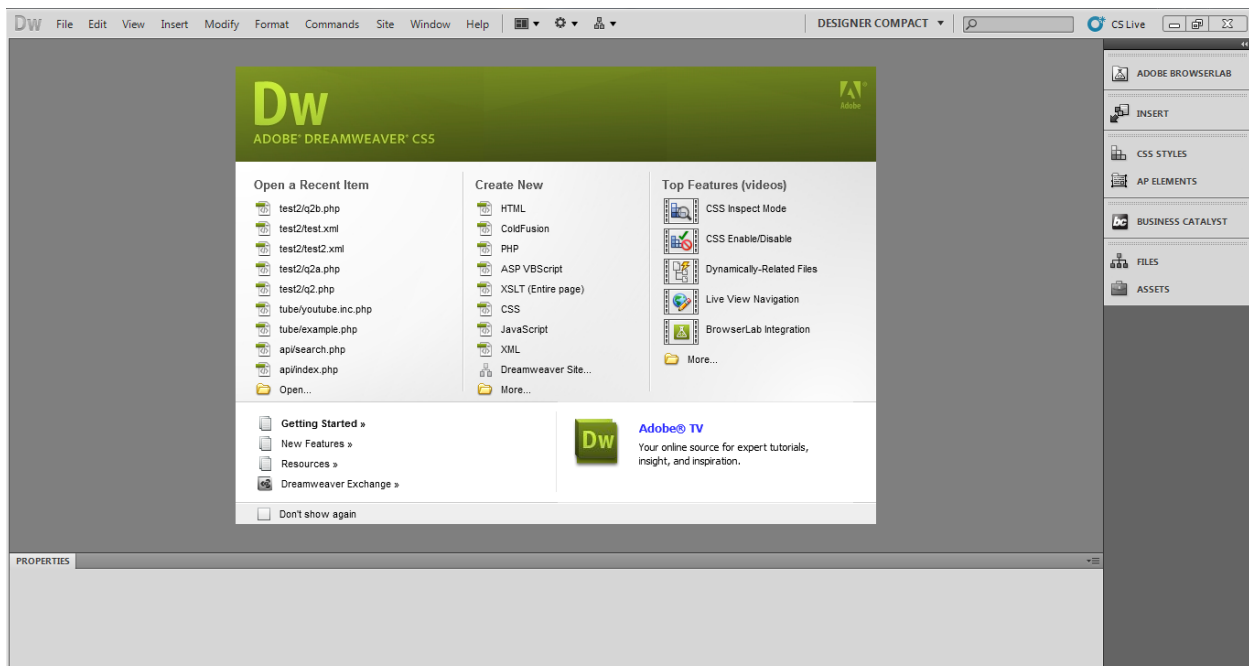 Dw File Edit View Insert Modify Format Commands Site Window Help DESIGNER COMPACT CS Live
Dw
ADOBE® DREAMWEAVER® CS5
Adobe
Open a Recent Item
test2/q2b.php
test2/test.xml
test2/test2.xml
test2/q2a.php
test2/q2.php
tube/youtube.inc.php
tube/example.php
api/search.php
api/index.php
Open...
Create New
HTML
ColdFusion
PHP
ASP VBScript
XSLT (Entire page)
CSS
JavaScript
XML
Dreamweaver Site...
More...
Top Features (videos)
CSS Inspect Mode
CSS Enable/Disable
Dynamically-Related Files
Live View Navigation
BrowserLab Integration
More...
Getting Started »
New Features »
Resources »
Dreamweaver Exchange »
Dw
Adobe® TV
Your online source for expert tutorials,
insight, and inspiration.
Don't show again
ADOBE BROWSERLAB
INSERT
CSS STYLES
AP ELEMENTS
bc BUSINESS CATALYST
FILES
ASSETS
PROPERTIES